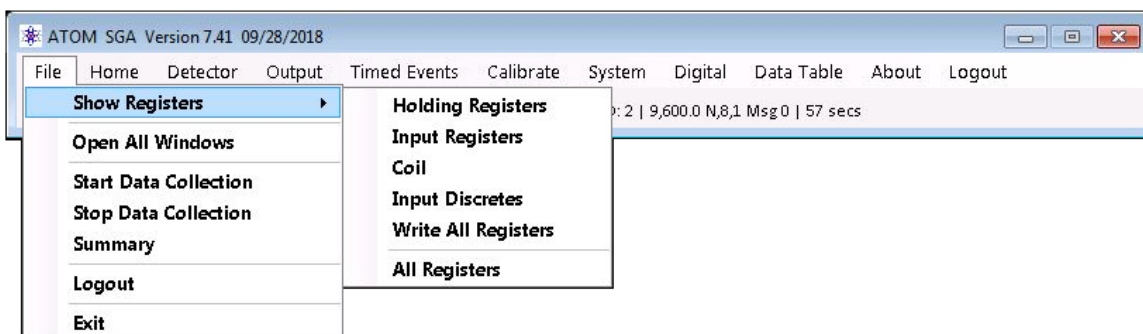 ATOM SGA Version 7.41 09/28/2018
File Home Detector Output Timed Events Calibrate System Digital Data Table About Logout
Show Registers
Open All Windows
Start Data Collection
Stop Data Collection
Summary
Logout
Exit
Holding Registers
Input Registers
Coil
Input Discretes
Write All Registers
All Registers
: 2 | 9,600.0 N,8,1 Msg 0 | 57 secs